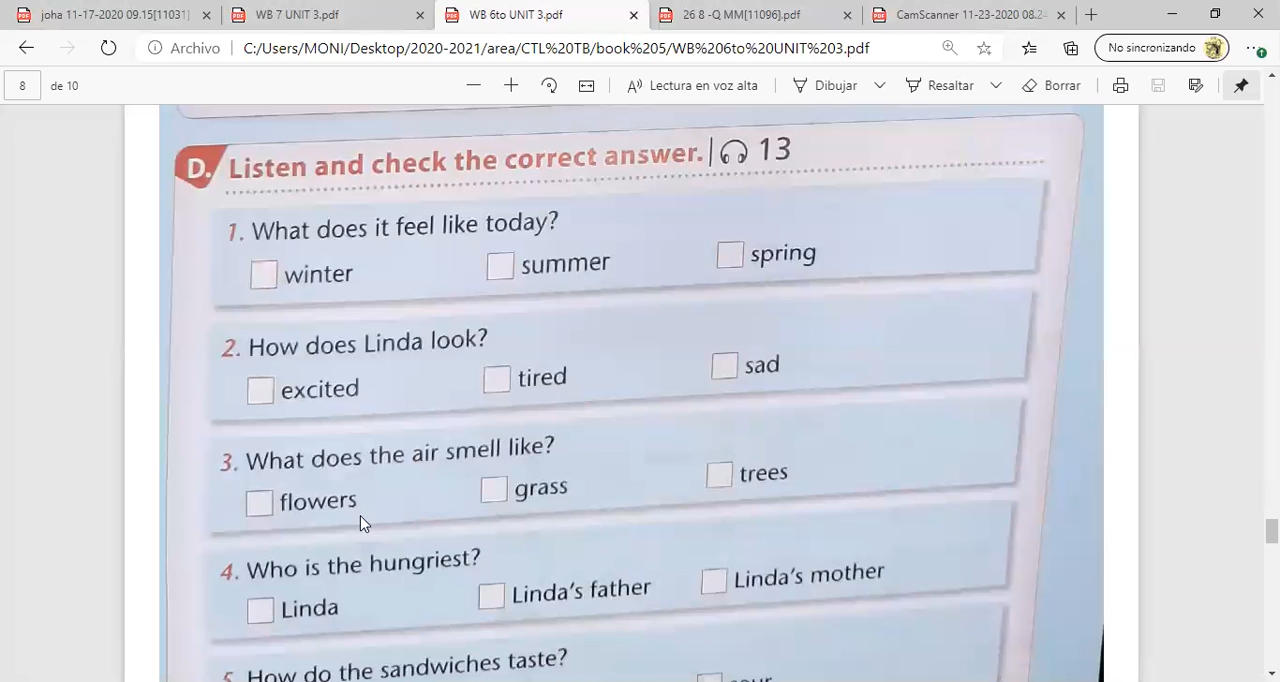 joha 11-17-2020 09.15[11031]
WB 7 UNIT 3.pdf
WB 6to UNIT 3.pdf
26 8 -Q MM[11096].pdf
CamScanner 11-23-2020 08.2
Archivo
C:/Users/MONI/Desktop/2020-2021/area/CTL%20TB/book%205/WB%206to%20UNIT%203.pdf
No sincronizando
8 de 10
Lectura en voz alta
Dibujar
Resaltar
Borrar
D. Listen and check the correct answer. | 13
1. What does it feel like today?
winter summer spring
2. How does Linda look?
excited tired sad
3. What does the air smell like?
flowers grass trees
4. Who is the hungriest?
Linda Linda's father Linda's mother
5. How do the sandwiches taste?